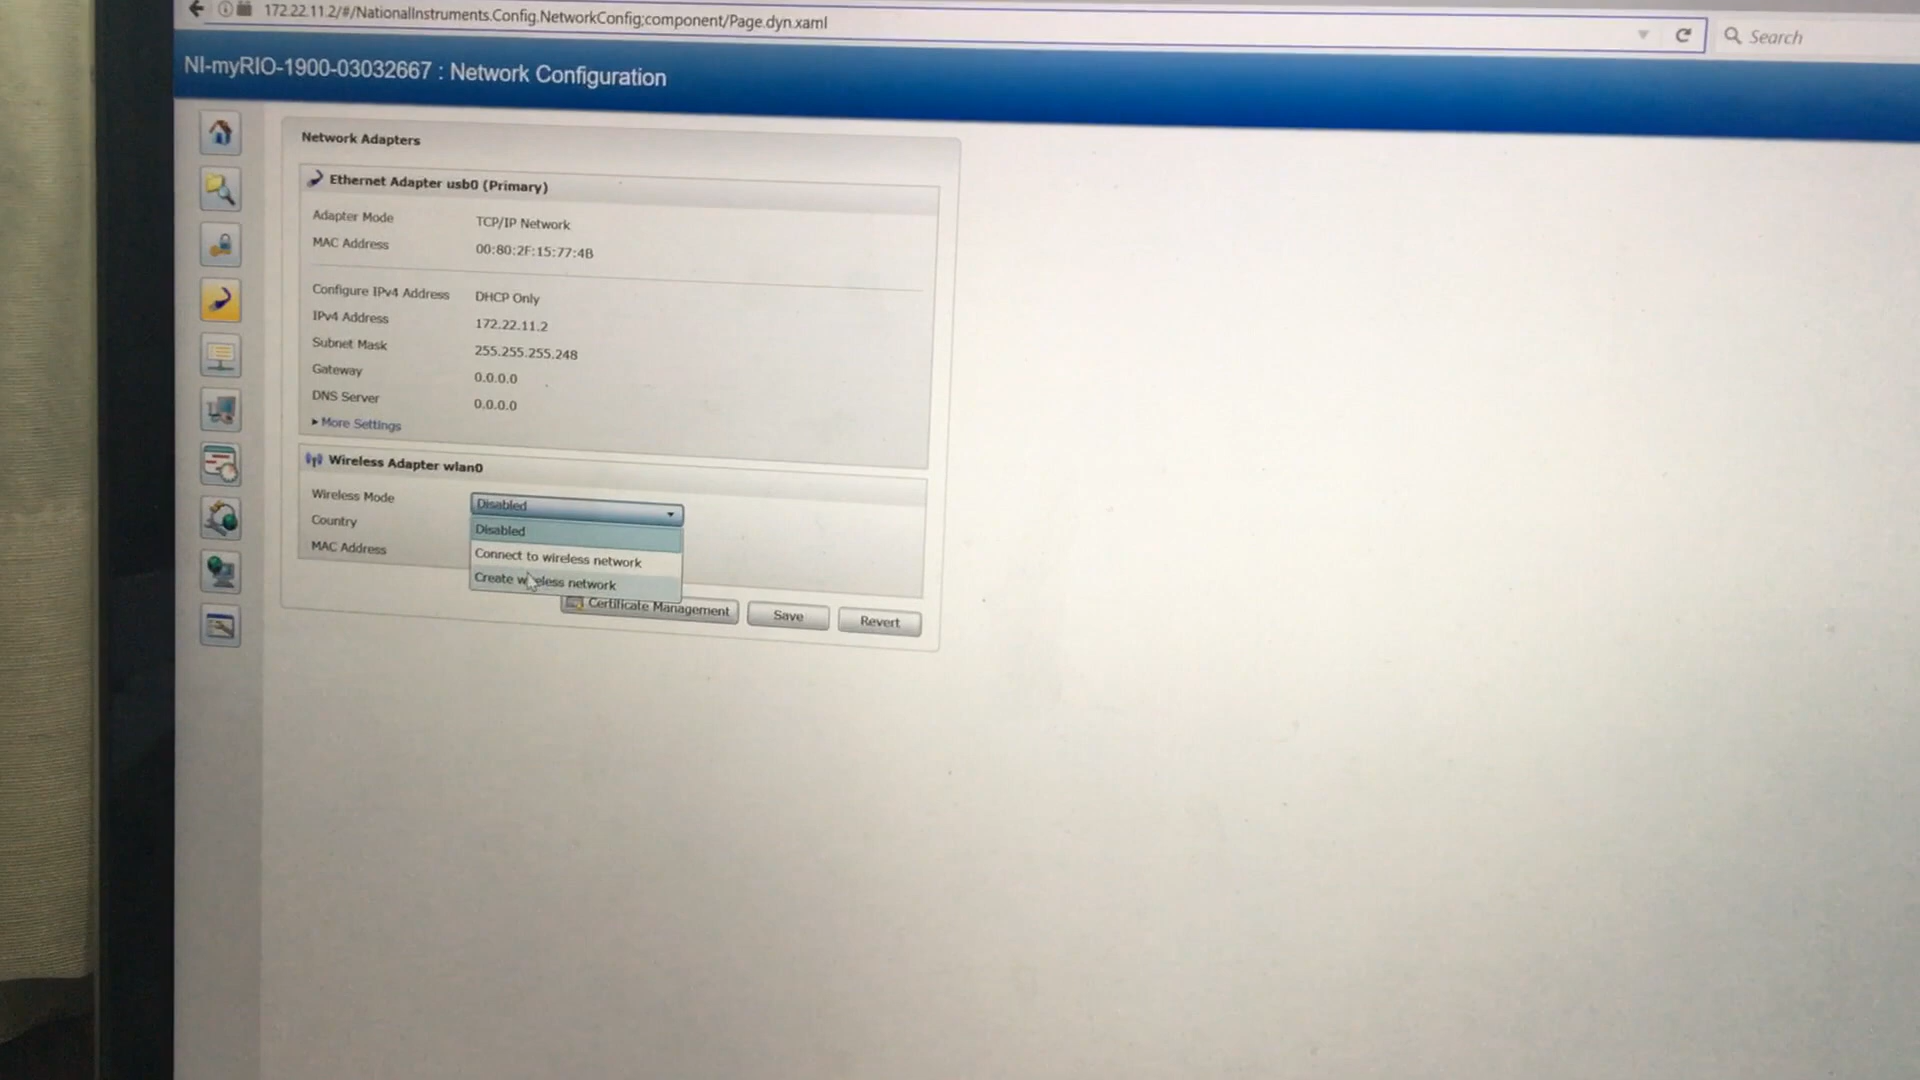 172.22.11.2/#/NationalInstruments.Config.NetworkConfig;component/Page.dyn.xaml
Search
NI-myRIO-1900-03032667 : Network Configuration
Network Adapters
Ethernet Adapter usb0 (Primary)
Adapter Mode TCP/IP Network
MAC Address 00:80:2F:15:77:4B
Configure IPv4 Address DHCP Only
IPv4 Address 172.22.11.2
Subnet Mask 255.255.255.248
Gateway 0.0.0.0
DNS Server 0.0.0.0
More Settings
Wireless Adapter wlan0
Wireless Mode Disabled
Country Disabled
Connect to wireless network
MAC Address Create wireless network
Certificate Management Save Revert